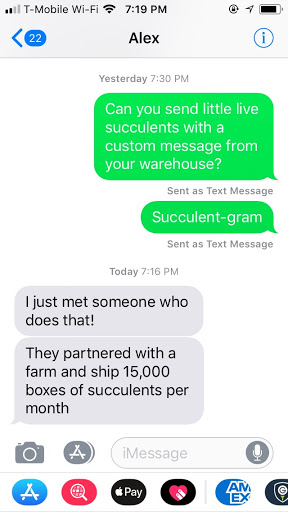 T-Mobile Wi-Fi 7:19 PM
22 Alex
Yesterday 7:30 PM
Can you send little live
succulents with a
custom message from
your warehouse?
Sent as Text Message
Succulent-gram
Sent as Text Message
Today 7:16 PM
I just met someone who
does that!
They partnered with a
farm and ship 15,000
boxes of succulents per
month
iMessage
Pay
AM
EX
G